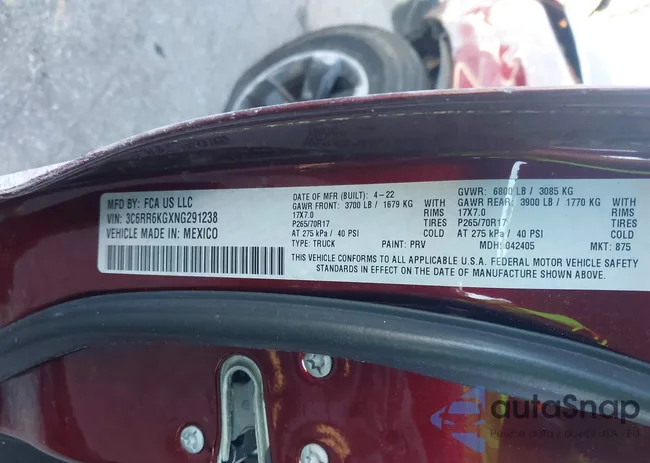 MFD BY: FCA US LLC
VIN: 3C6RR6KGXNG291238
VEHICLE MADE IN: MEXICO
DATE OF MFR (BUILT): 4-22 GVWR: 6800 LB / 3085 KG
GAWR FRONT: 3700 LB / 1679 KG WITH GAWR REAR: 3900 LB / 1770 KG WITH
17X7.0 RIMS 17X7.0 RIMS
P265/70R17 TIRES P265/70R17 TIRES
AT 275 kPa / 40 PSI COLD AT 275 kPa / 40 PSI COLD
TYPE: TRUCK PAINT: PRV MDH: 042405 MKT: 875
THIS VEHICLE CONFORMS TO ALL APPLICABLE U.S.A. FEDERAL MOTOR VEHICLE SAFETY
STANDARDS IN EFFECT ON THE DATE OF MANUFACTURE SHOWN ABOVE.
autoSnap